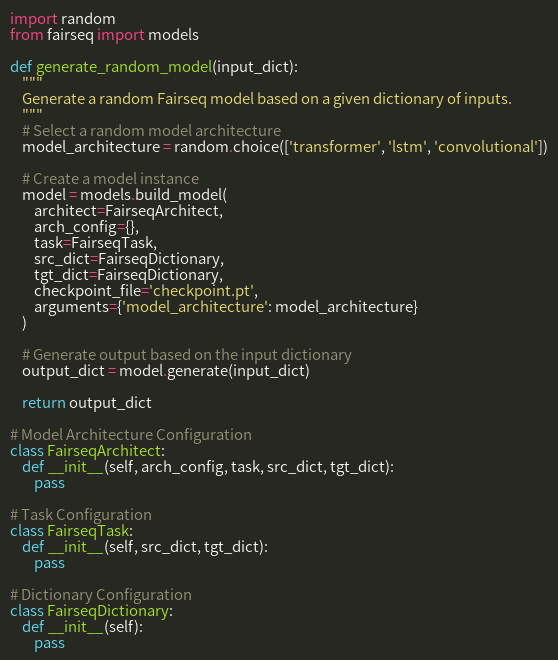 import random
from fairseq import models

def generate_random_model(input_dict):
    """
    Generate a random Fairseq model based on a given dictionary of inputs.
    """
    # Select a random model architecture
    model_architecture = random.choice(['transformer', 'lstm', 'convolutional'])

    # Create a model instance
    model = models.build_model(
        architect=FairseqArchitect,
        arch_config={},
        task=FairseqTask,
        src_dict=FairseqDictionary,
        tgt_dict=FairseqDictionary,
        checkpoint_file='checkpoint.pt',
        arguments={'model_architecture': model_architecture}
    )

    # Generate output based on the input dictionary
    output_dict = model.generate(input_dict)

    return output_dict

# Model Architecture Configuration
class FairseqArchitect:
    def __init__(self, arch_config, task, src_dict, tgt_dict):
        pass

# Task Configuration
class FairseqTask:
    def __init__(self, src_dict, tgt_dict):
        pass

# Dictionary Configuration
class FairseqDictionary:
    def __init__(self):
        pass